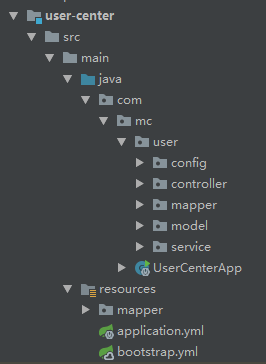 user-center
src
main
java
com
mc
user
config
controller
mapper
model
service
UserCenterApp
resources
mapper
application.yml
bootstrap.yml